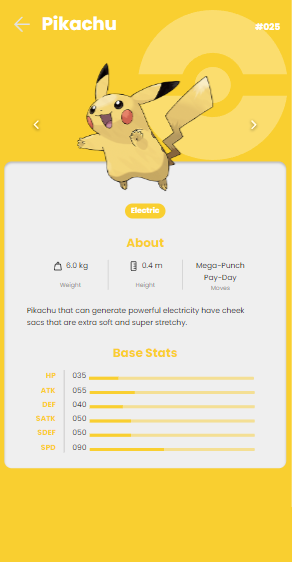 Pikachu
#025
Electric
About
6.0 kg
0.4 m
Mega-Punch
Pay-Day
Weight
Height
Moves
Pikachu that can generate powerful electricity have cheek
sacs that are extra soft and super stretchy.
Base Stats
HP 035
ATK 055
DEF 040
SATK 050
SDEF 050
SPD 090